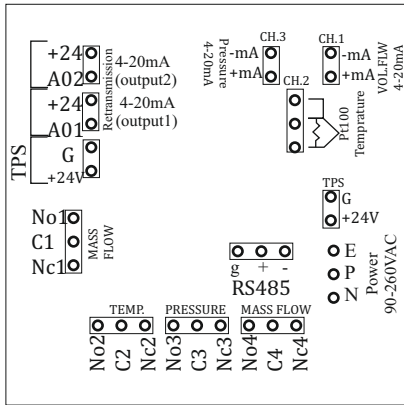 +24
A02
+24
A01
G
+24V
TPS
Retransmission
4-20mA
(output2)
4-20mA
(output1)
Pressure
4-20mA
CH.3
-mA
+mA
CH.1
-mA
+mA
VOL.FLW
4-20mA
CH.2
Pt100
Temprature
TPS
G
+24V
No1
C1
Nc1
MASS
FLOW
g + -
RS485
E
P
N
Power
90-260VAC
TEMP. PRESSURE MASS FLOW
No2 C2 Nc2 No3 C3 Nc3 No4 C4 Nc4